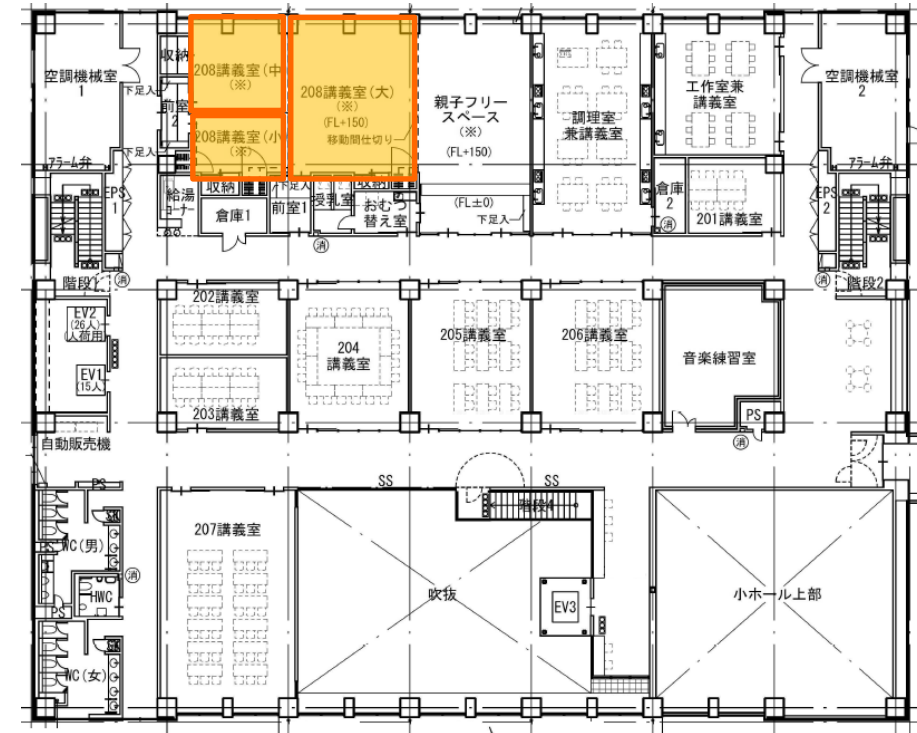 空調機械室
1
収納
下足入
前室
2
下足入
アラーム弁
EPS
1
208講義室(中)
(※)
208講義室(小)
(※)
208講義室(大)
(※)
(FL+150)
移動間仕切り
親子フリー
スペース
(※)
(FL+150)
(FL±0)
下足入
調理室
兼講義室
工作室兼
講義室
空調機械室
2
アラーム弁
EPS
2
給湯
コーナー
収納
倉庫1
下足入
前室1
授乳室
収納
おむつ
替え室
消
倉庫
2
消
201講義室
階段1
消
消
階段2
EV2
(26人)
(人荷用)
EV1
(15人)
202講義室
203講義室
204
講義室
205講義室
206講義室
音楽練習室
PS
消
自動販売機
PS
WC(男)
PS
HWC
消
PS
WC(女)
207講義室
SS
SS
階段4
吹抜
EV3
小ホール上部